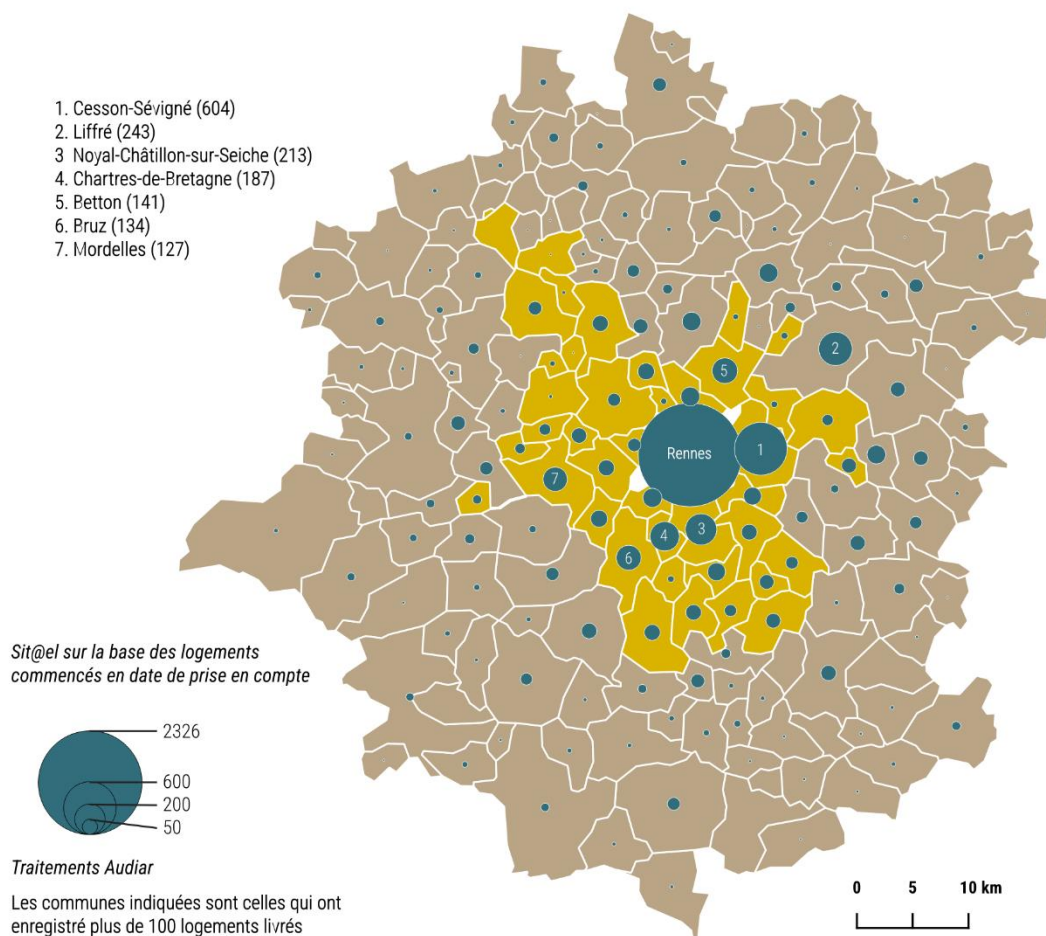 1. Cesson-Sévigné (604)
2. Liffré (243)
3 Noyal-Châtillon-sur-Seiche (213)
4. Chartres-de-Bretagne (187)
5 Betton (141)
6 Bruz (134)
7. Mordelles (127)
2
5
Rennes
1
7
3
4
6
Sit@el sur la base des logements
commencés en date de prise en compte
2326
600
200
50
Traitements Audiar
Les communes indiquées sont celles qui ont
enregistré plus de 100 logements livrés
0 5 10 km